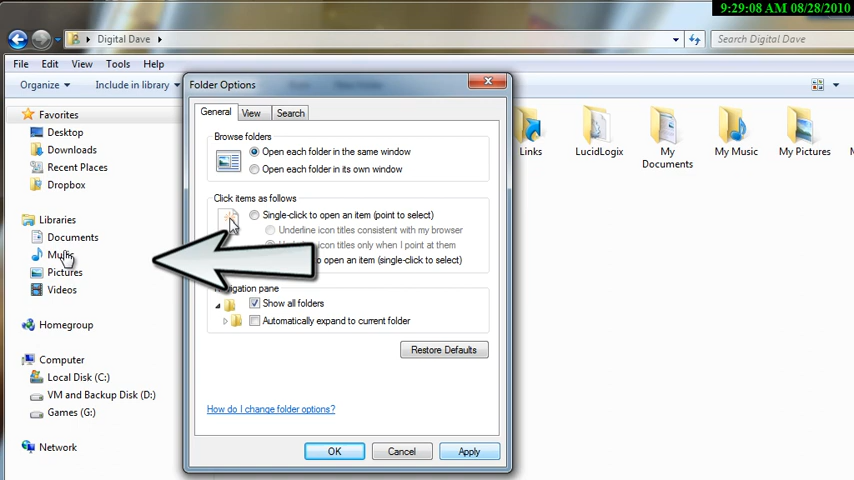 9:29:08 AM 08/28/2010
Digital Dave
Search Digital Dave
File Edit View Tools Help
Organize
Include in library
Favorites
Desktop
Downloads
Recent Places
Dropbox
Libraries
Documents
Music
Pictures
Videos
Homegroup
Computer
Local Disk (C:)
VM and Backup Disk (D:)
Games (G:)
Network
Folder Options
General View Search
Browse folders
Open each folder in the same window
Open each folder in its own window
Click items as follows
Single-click to open an item (point to select)
Underline icon titles consistent with my browser
Underline icon titles only when I point at them
to open an item (single-click to select)
Navigation pane
Show all folders
Automatically expand to current folder
Restore Defaults
How do I change folder options?
OK Cancel Apply
Links
LucidLogix
My
Documents
My Music
My Pictures